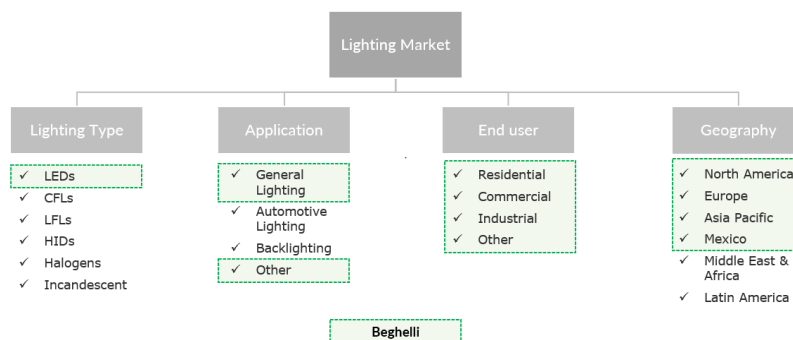 Lighting Market
Lighting Type
Application
End user
Geography
✓ LEDs
✓ CFLs
✓ LFLs
✓ HIDs
✓ Halogens
✓ Incandescent
✓ General
Lighting
✓ Automotive
Lighting
✓ Backlighting
✓ Other
✓ Residential
✓ Commercial
✓ Industrial
✓ Other
✓ North America
✓ Europe
✓ Asia Pacific
✓ Mexico
✓ Middle East &
Africa
✓ Latin America
Beghelli